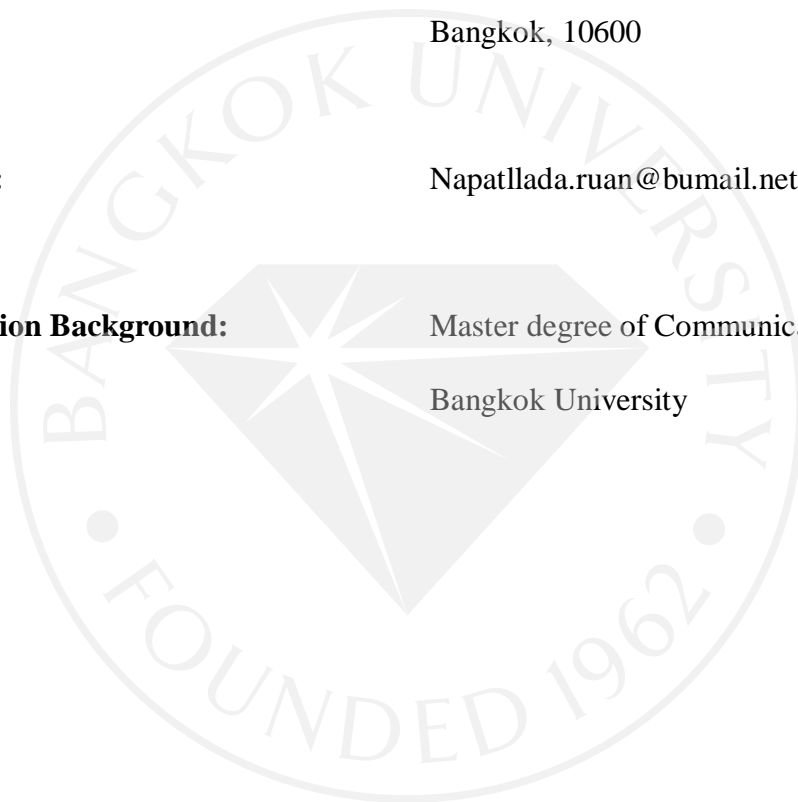 Bangkok, 10600
: Napatllada.ruan@bumail.net
ion Background: Master degree of Communic
Bangkok University
BANGKOK UNIVERSITY
FOUNDED 1962